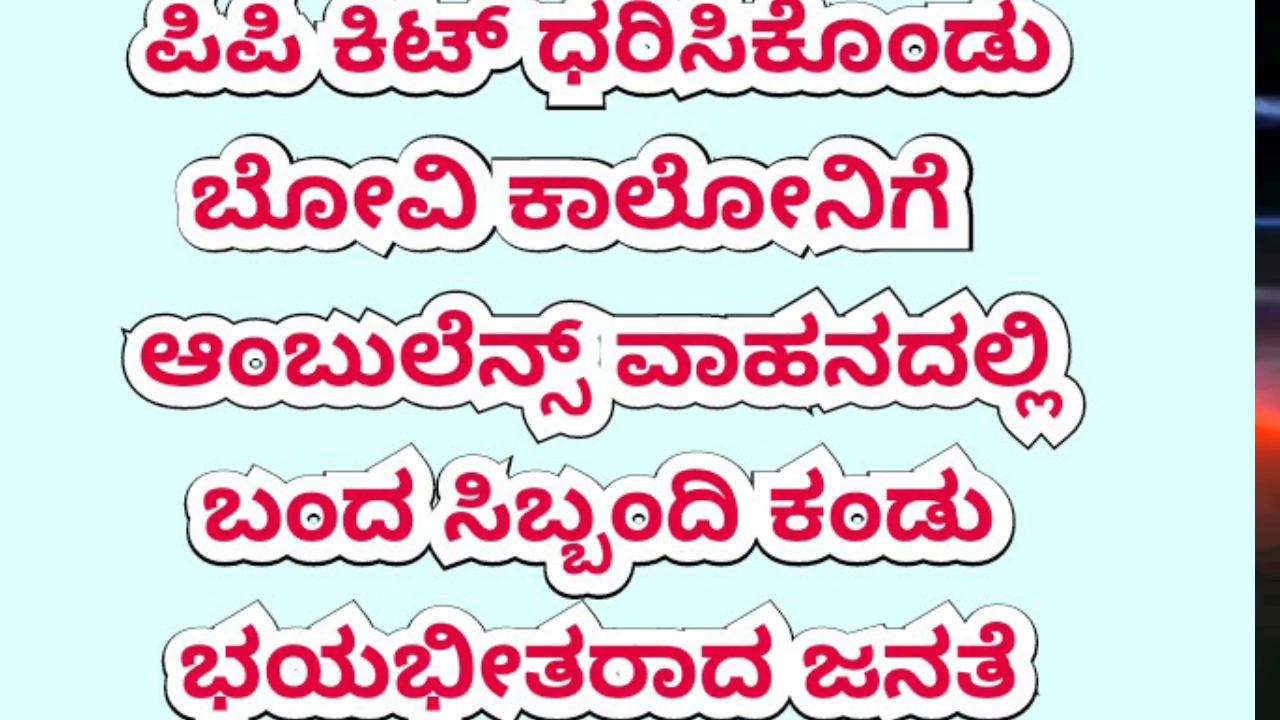 ಪಿಪಿ ಕಿಟ್ ಧರಿಸಿಕೊಂಡು
ಬೋವಿ ಕಾಲೋನಿಗೆ
ಆಂಬುಲೆನ್ಸ್ ವಾಹನದಲ್ಲಿ
ಬಂದ ಸಿಬ್ಬಂದಿ ಕಂಡು
ಭಯಭೀತರಾದ ಜನತೆ